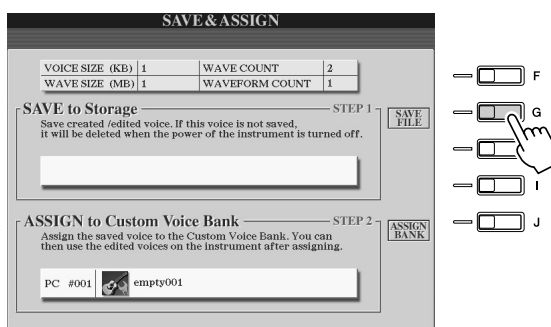 SAVE & ASSIGN
VOICE SIZE (KB) 1 WAVE COUNT 2
WAVE SIZE (MB) 1 WAVEFORM COUNT 1
SAVE to Storage STEP 1
Save created /edited voice. If this voice is not saved,
it will be deleted when the power of the instrument is turned off.
SAVE
FILE
ASSIGN to Custom Voice Bank STEP 2
Assign the saved voice to the Custom Voice Bank. You can
then use the edited voices on the instrument after assigning.
ASSIGN
BANK
PC #001 empty001
F
G
I
J